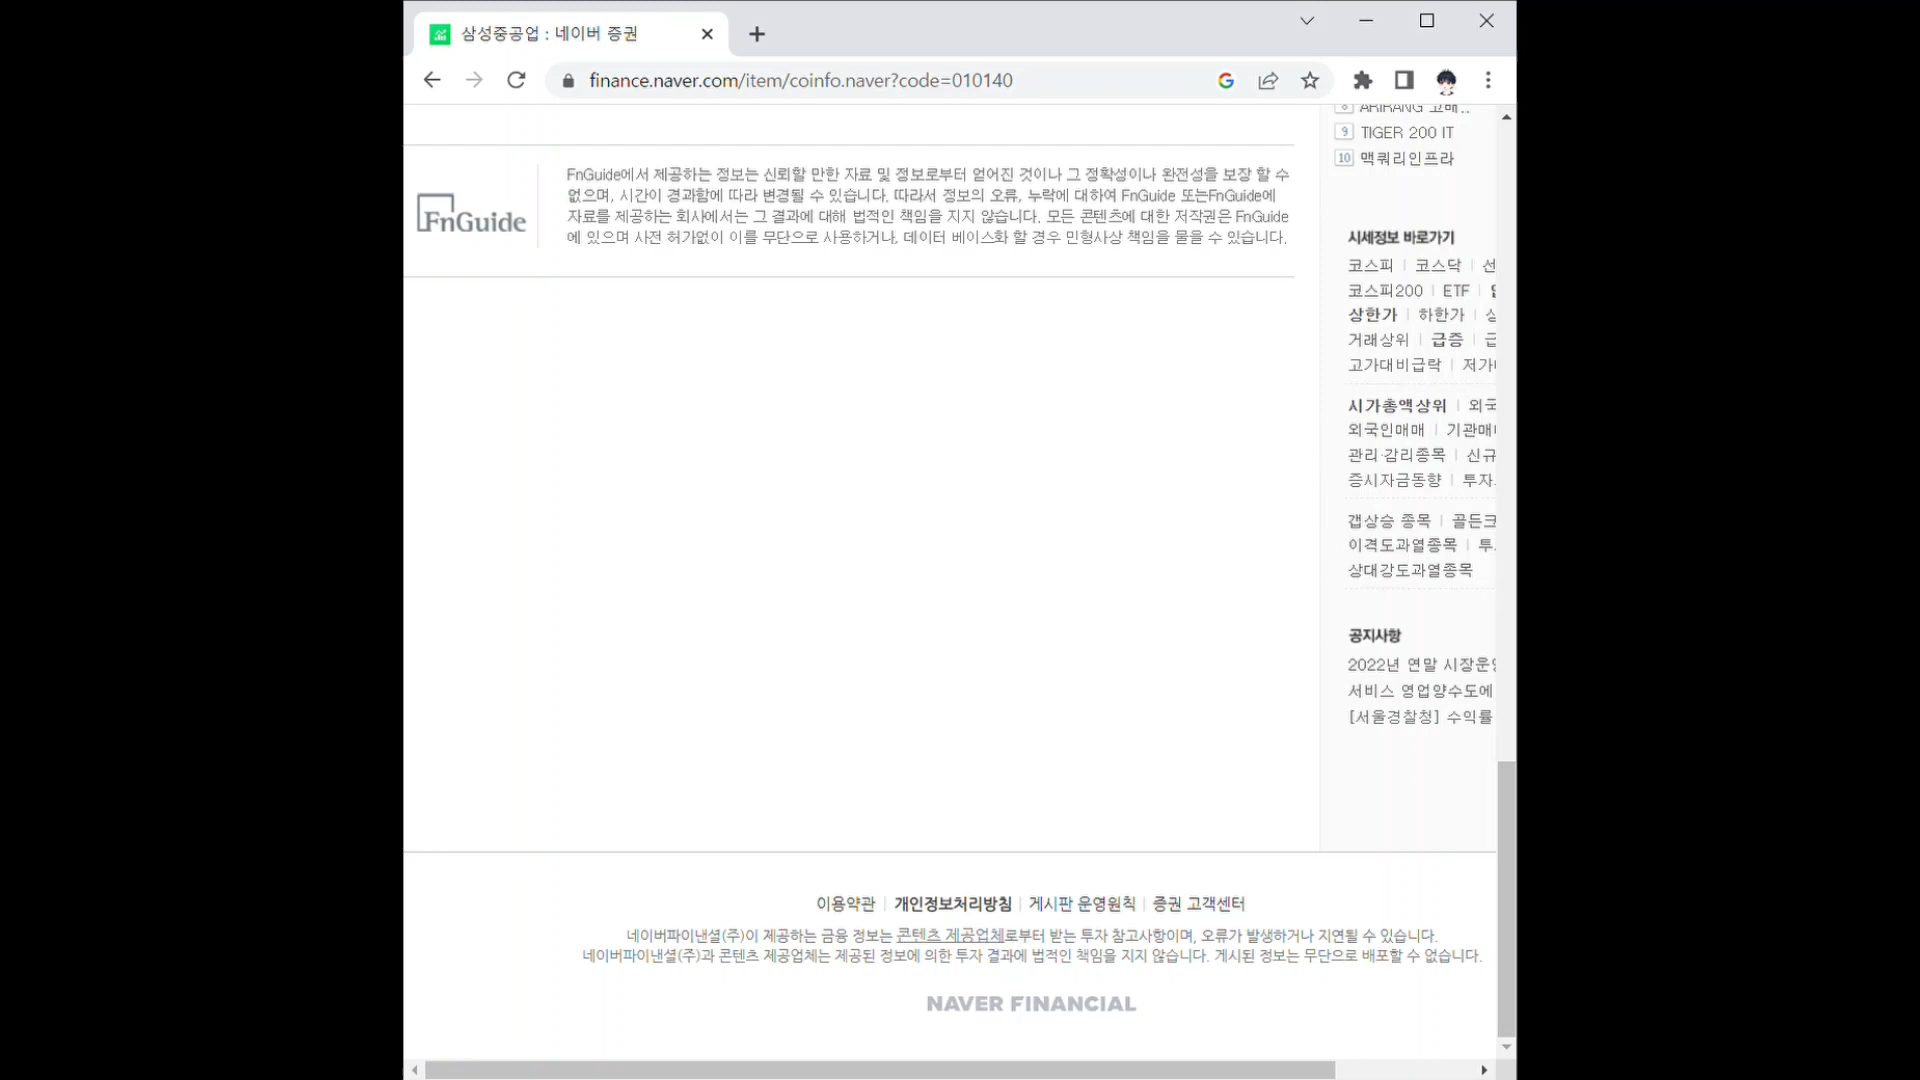 삼성중공업 : 네이버 증권
finance.naver.com/item/coinfo.naver?code=010140
9 TIGER 200 IT
10 맥쿼리인프라
FnGuide
FnGuide에서 제공하는 정보는 신뢰할 만한 자료 및 정보로부터 얻어진 것이나 그 정확성이나 완전성을 보장 할 수
없으며, 시간이 경과함에 따라 변경될 수 있습니다. 따라서 정보의 오류, 누락에 대하여 FnGuide 또는FnGuide에
자료를 제공하는 회사에서는 그 결과에 대해 법적인 책임을 지지 않습니다. 모든 콘텐츠에 대한 저작권은 FnGuide
에 있으며 사전 허가없이 이를 무단으로 사용하거나, 데이터 베이스화 할 경우 민형사상 책임을 물을 수 있습니다.
시세정보 바로가기
코스피 | 코스닥 | 선
코스피200 | ETF
상한가 | 하한가
거래상위 | 급증
고가대비급락 | 저가
시가총액상위 | 외국
외국인매매 | 기관매
관리·감리종목 | 신규
증시자금동향 | 투자
갭상승 종목 | 골든크
이격도과열종목 | 투
상대강도과열종목
공지사항
2022년 연말 시장운영
서비스 영업양수도에
[서울경찰청] 수익률
이용약관 | 개인정보처리방침 | 게시판 운영원칙 | 증권 고객센터
네이버파이낸셜(주)이 제공하는 금융 정보는 콘텐츠 제공업체로부터 받는 투자 참고사항이며, 오류가 발생하거나 지연될 수 있습니다.
네이버파이낸셜(주)과 콘텐츠 제공업체는 제공된 정보에 의한 투자 결과에 법적인 책임을 지지 않습니다. 게시된 정보는 무단으로 배포할 수 없습니다.
NAVER FINANCIAL